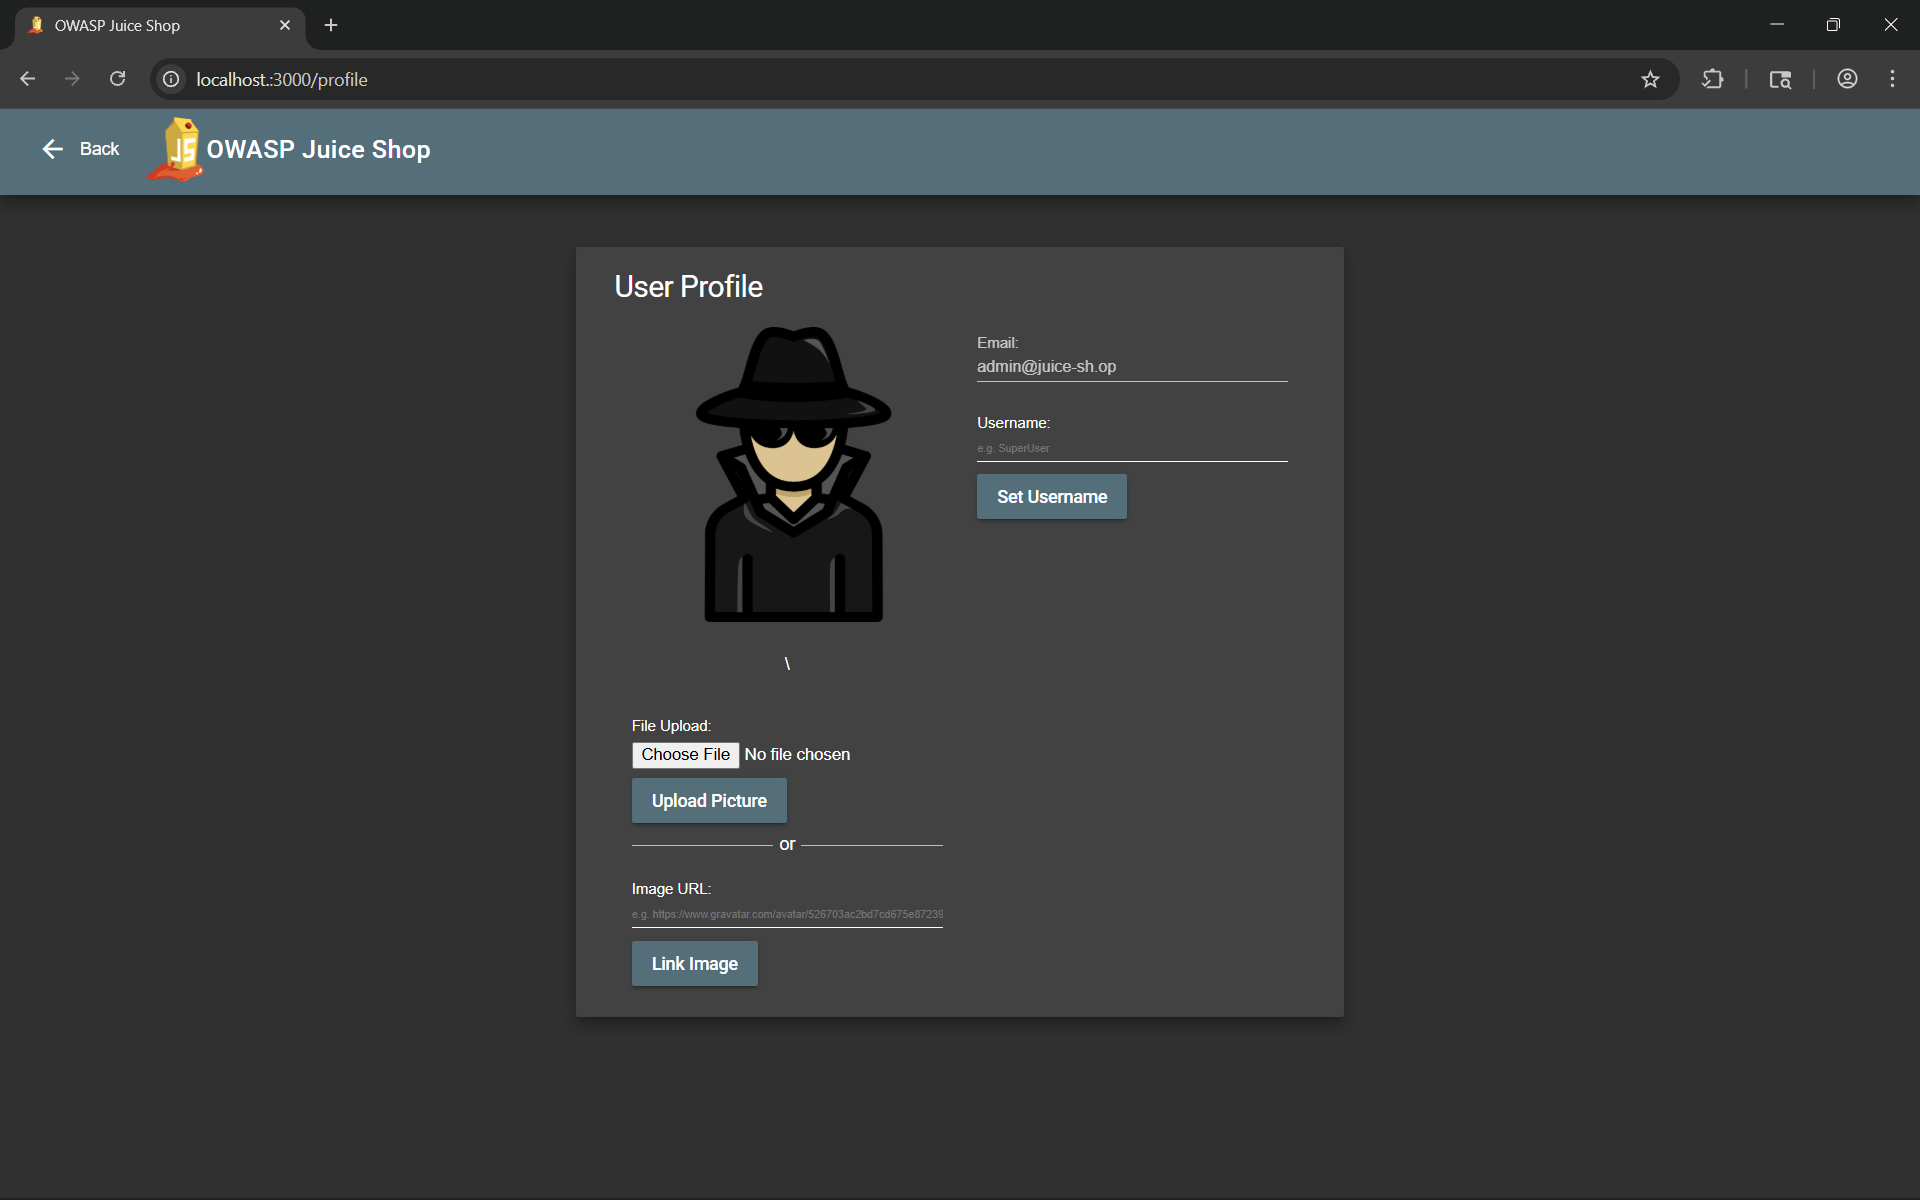 OWASP Juice Shop
localhost:3000/profile
Back
JS
OWASP Juice Shop
User Profile
Email:
admin@juice-sh.op
Username:
e.g. SuperUser
Set Username
\
File Upload:
Choose File No file chosen
Upload Picture
or
Image URL:
e.g. https://www.gravatar.com/avatar/526703ac2bd7cd675e87239
Link Image